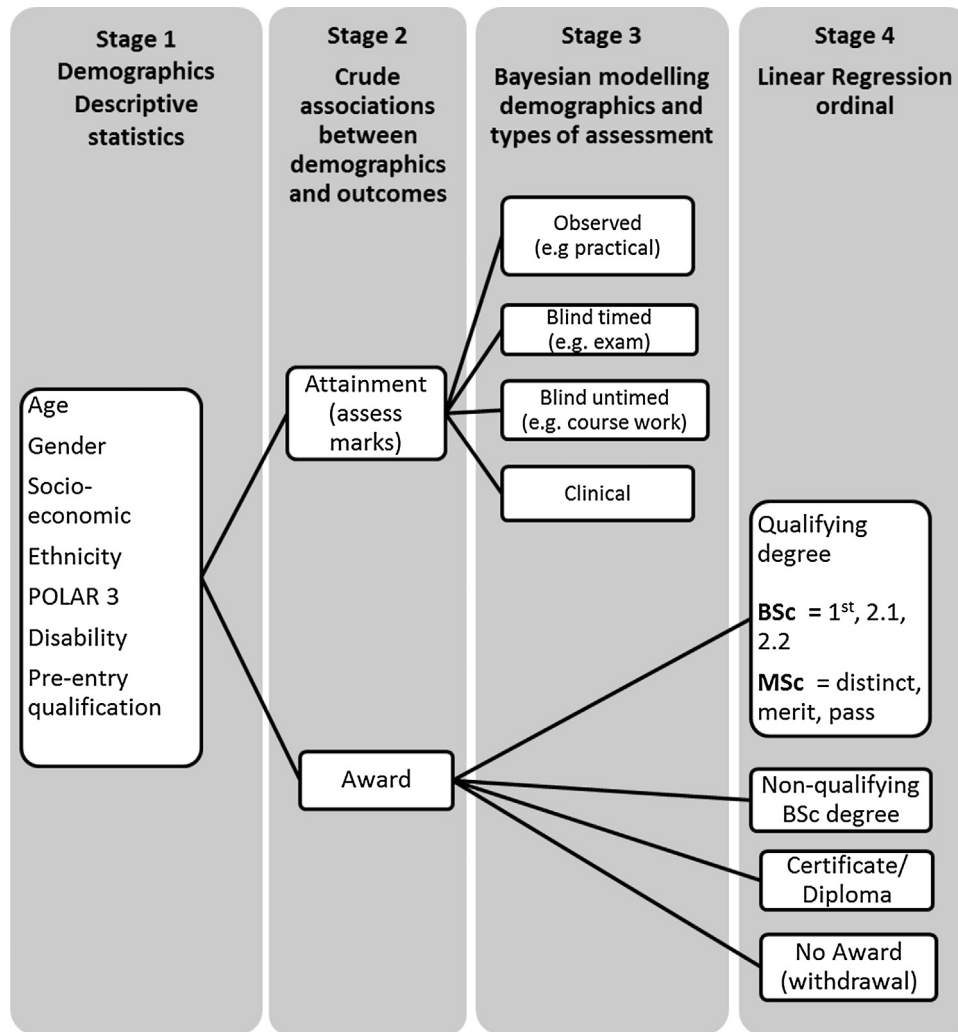 Stage 1
Demographics
Descriptive
statistics
Age
Gender
Socio-
economic
Ethnicity
POLAR 3
Disability
Pre-entry
qualification
Stage 2
Crude
associations
between
demographics
and outcomes
Attainment
(assess
marks)
Award
Stage 3
Bayesian modelling
demographics and
types of assessment
Observed
(e.g practical)
Blind timed
(e.g. exam)
Blind untimed
(e.g. course work)
Clinical
Stage 4
Linear Regression
ordinal
Qualifying
degree
BSc = 1st, 2.1,
2.2
MSc = distinct,
merit, pass
Non-qualifying
BSc degree
Certificate/
Diploma
No Award
(withdrawal)